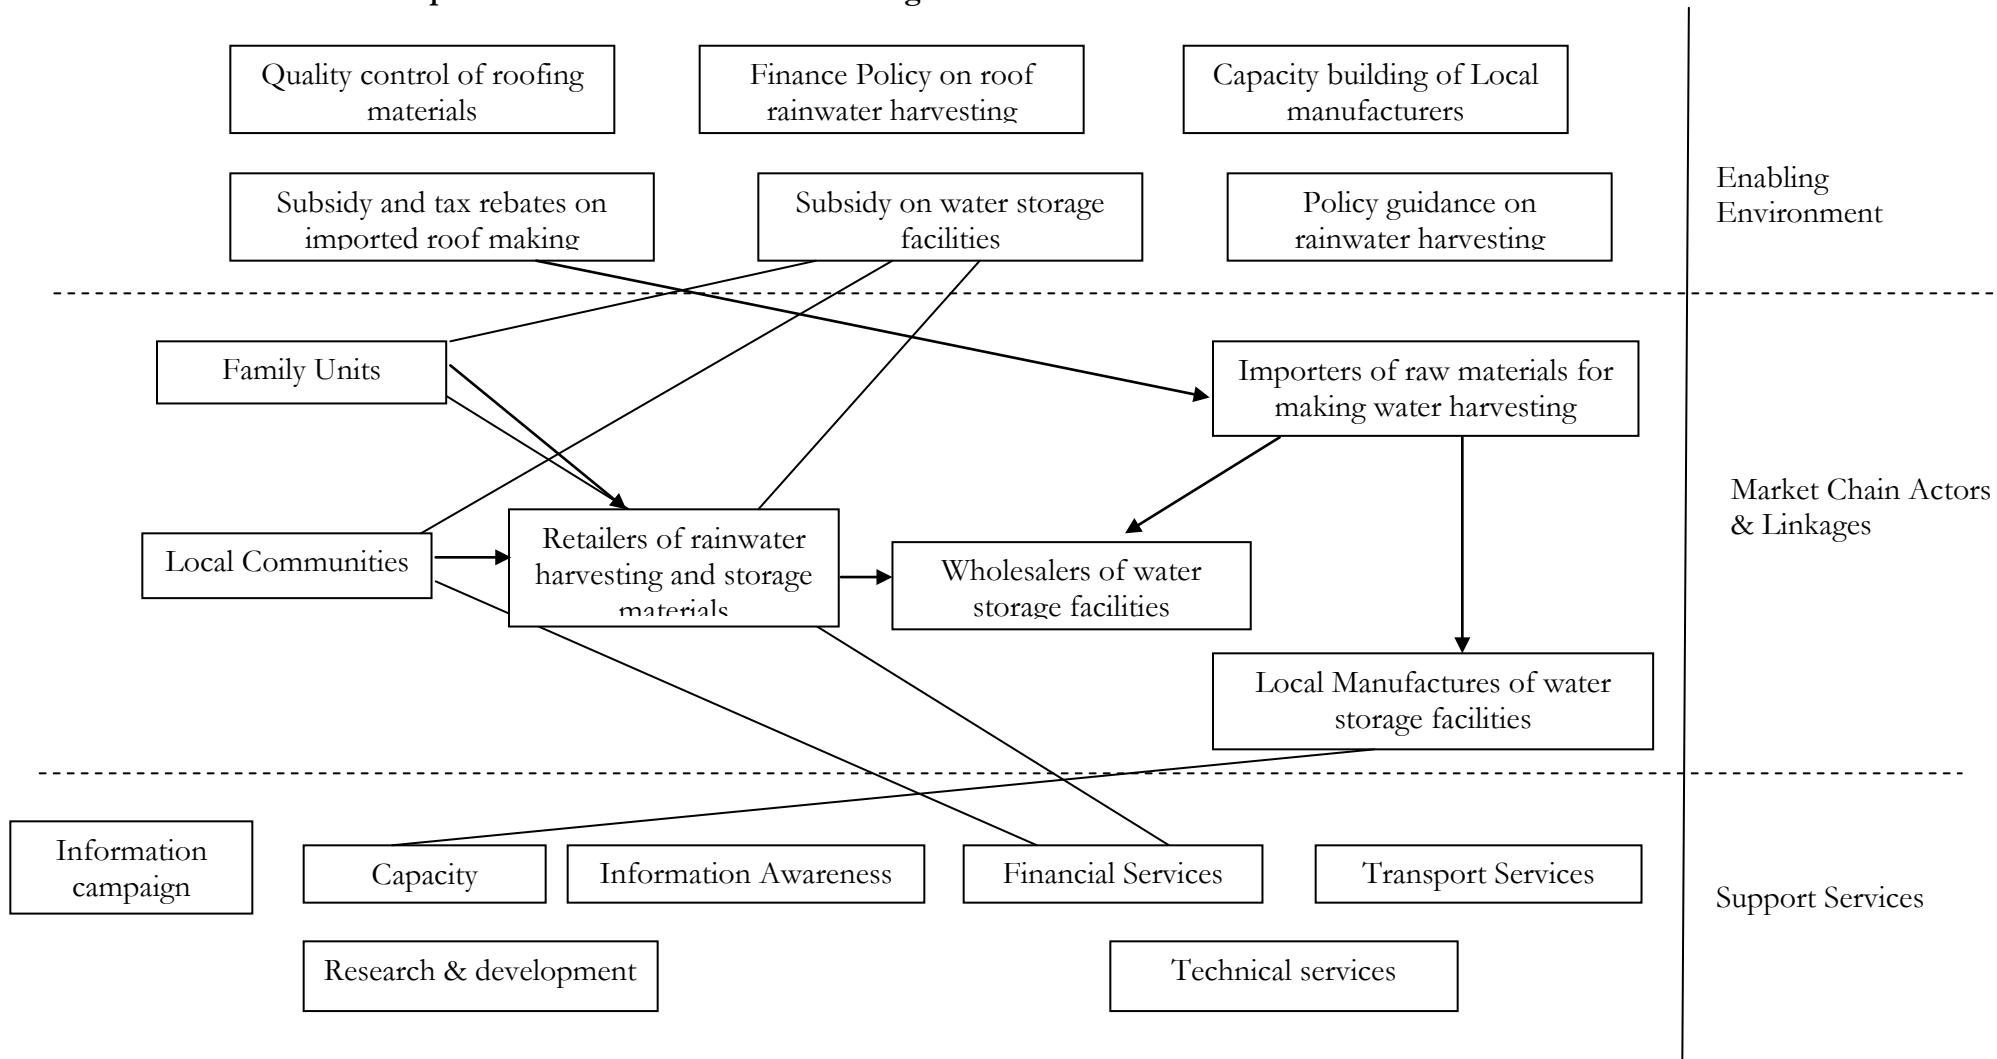 Quality control of roofing
materials
Finance Policy on roof
rainwater harvesting
Capacity building of Local
manufacturers
Subsidy and tax rebates on
imported roof making
Subsidy on water storage
facilities
Policy guidance on
rainwater harvesting
Enabling
Environment
Family Units
Importers of raw materials for
making water harvesting
Local Communities
Retailers of rainwater
harvesting and storage
materials
Wholesalers of water
storage facilities
Market Chain Actors
& Linkages
Local Manufactures of water
storage facilities
Information
campaign
Capacity
Information Awareness
Financial Services
Transport Services
Support Services
Research & development
Technical services